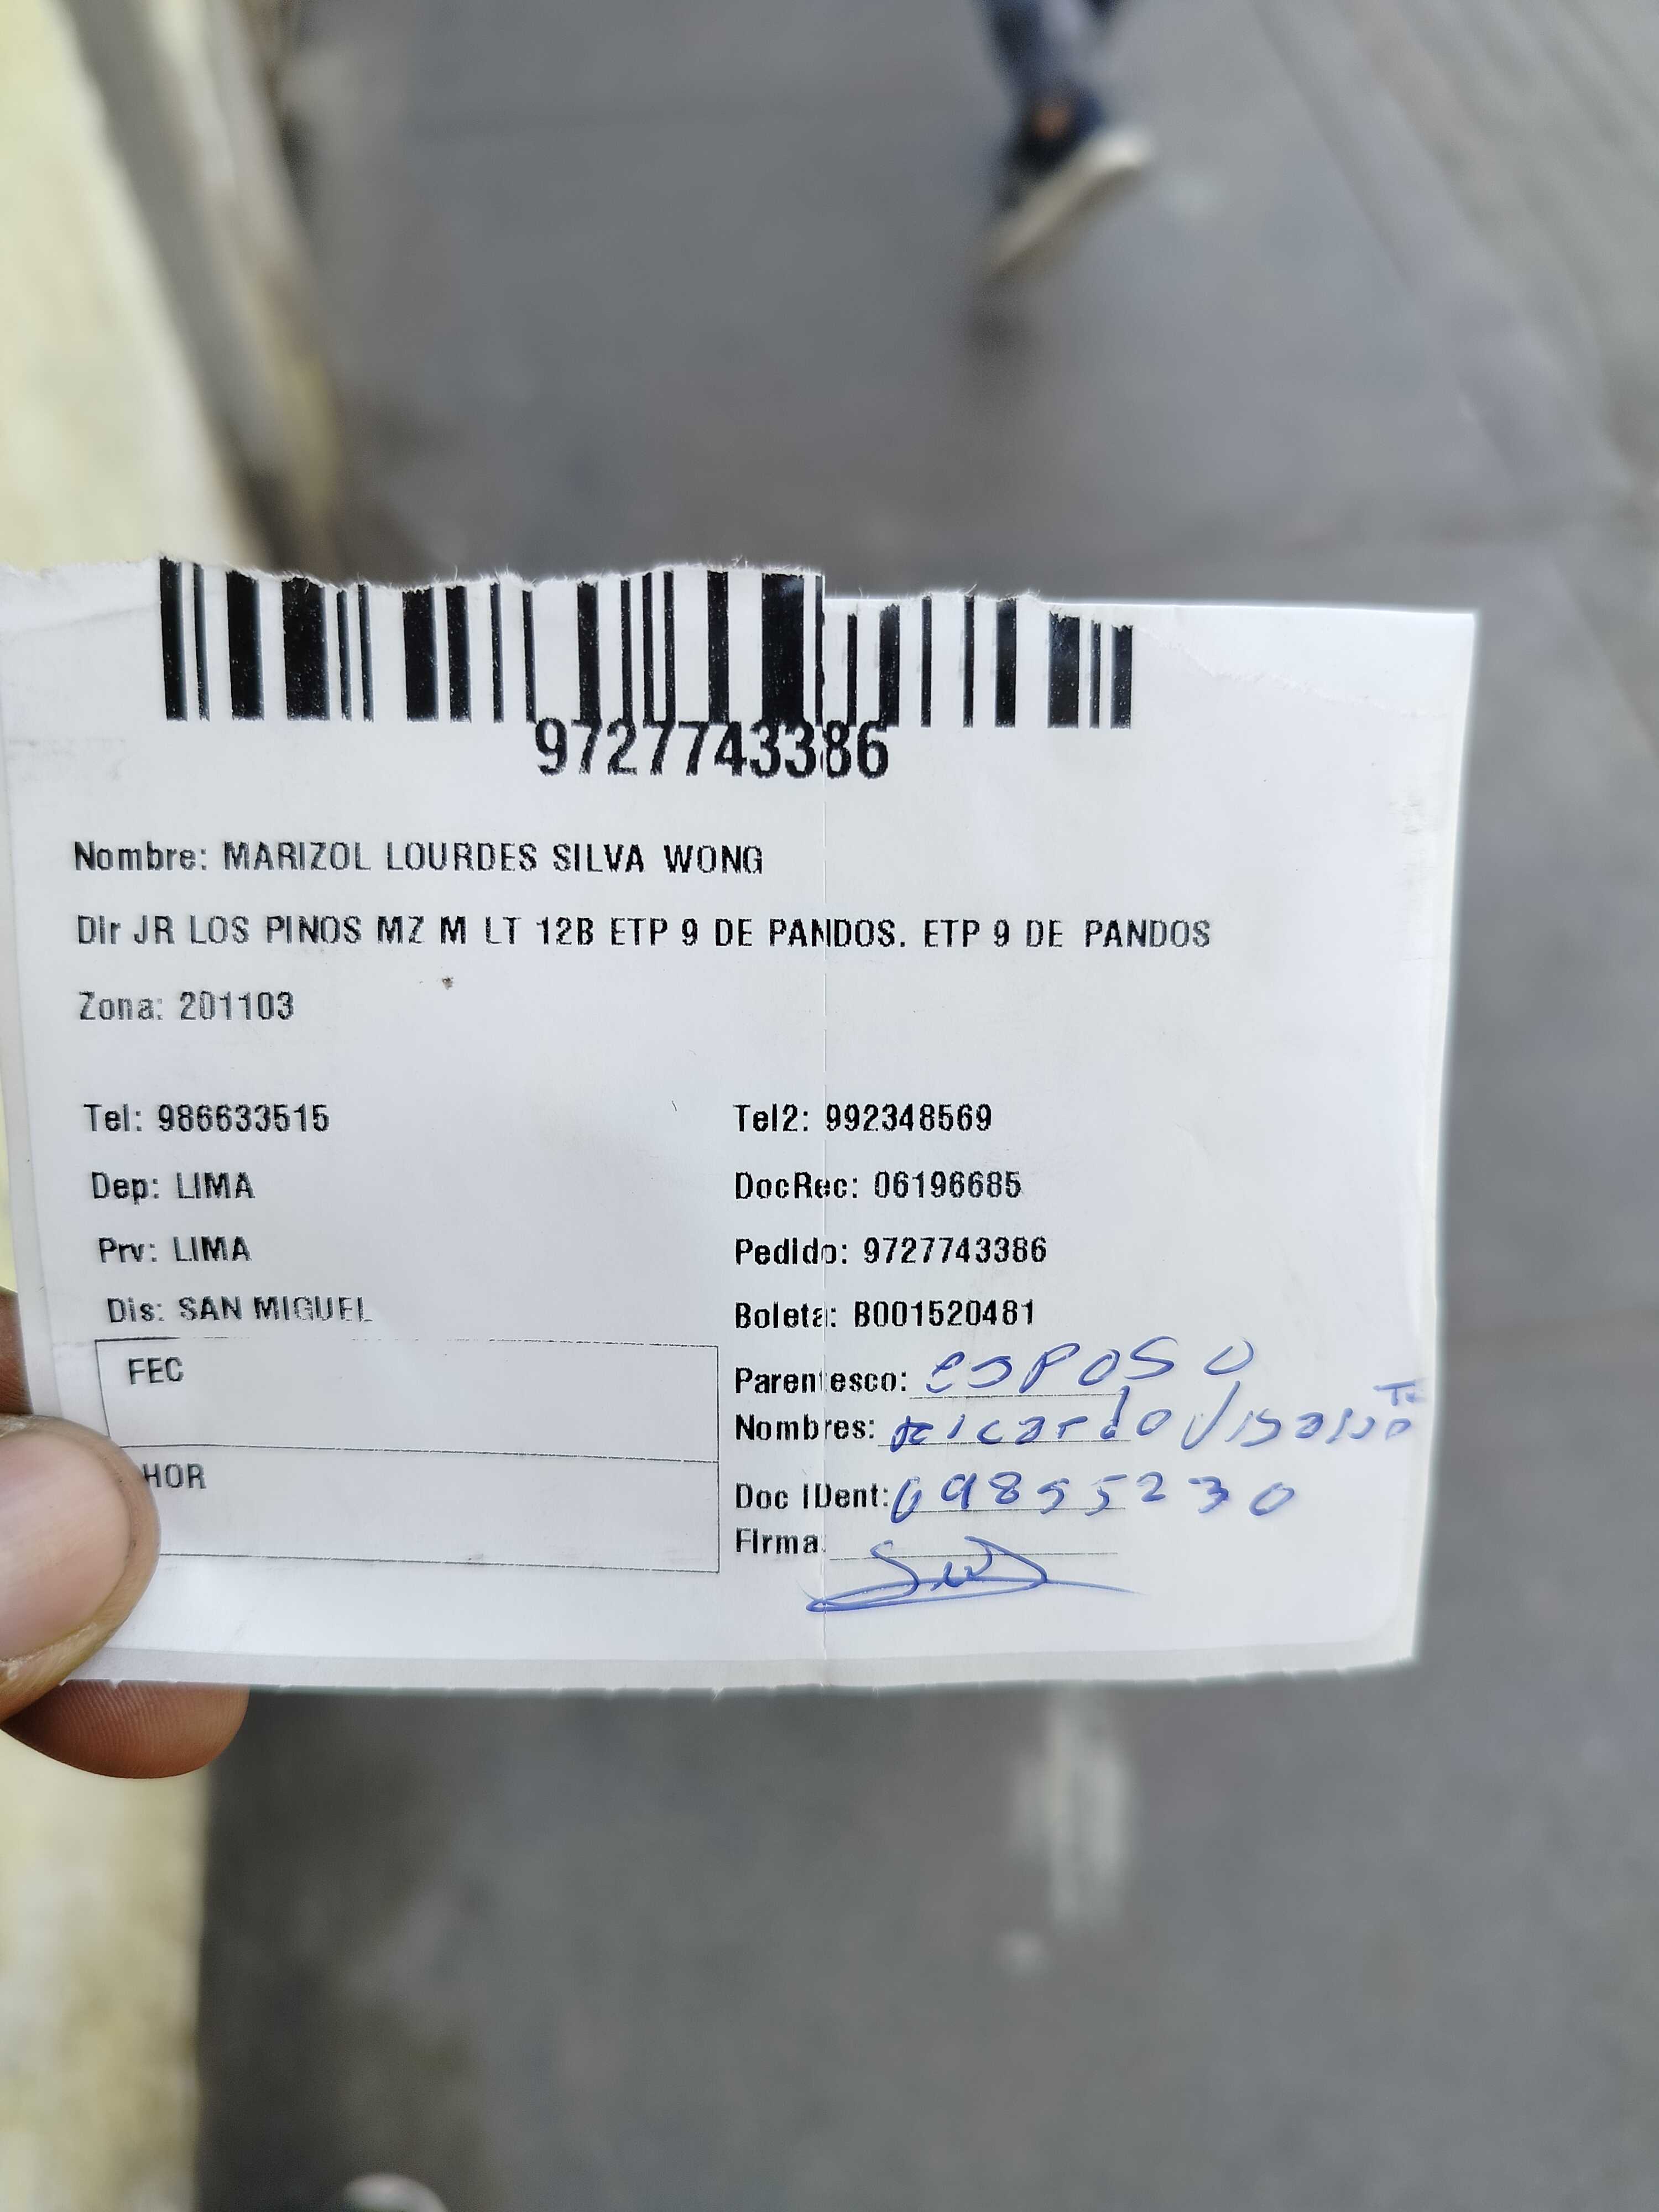 9727743386
Nombre: MARIZOL LOURDES SILVA WONG
Dir JR LOS PINOS MZ M LT 12B ETP 9 DE PANDOS. ETP 9 DE PANDOS
Zona: 201103
Tel: 986633515 Tel2: 992348569
Dep: LIMA DocRec: 06196685
Prv: LIMA Pedido: 9727743386
Dis: SAN MIGUEL Boleta: B001520481
FEC Parentesco: esposo
Nombres: Ricardo
HOR Doc IDent: 09855230
Firma: